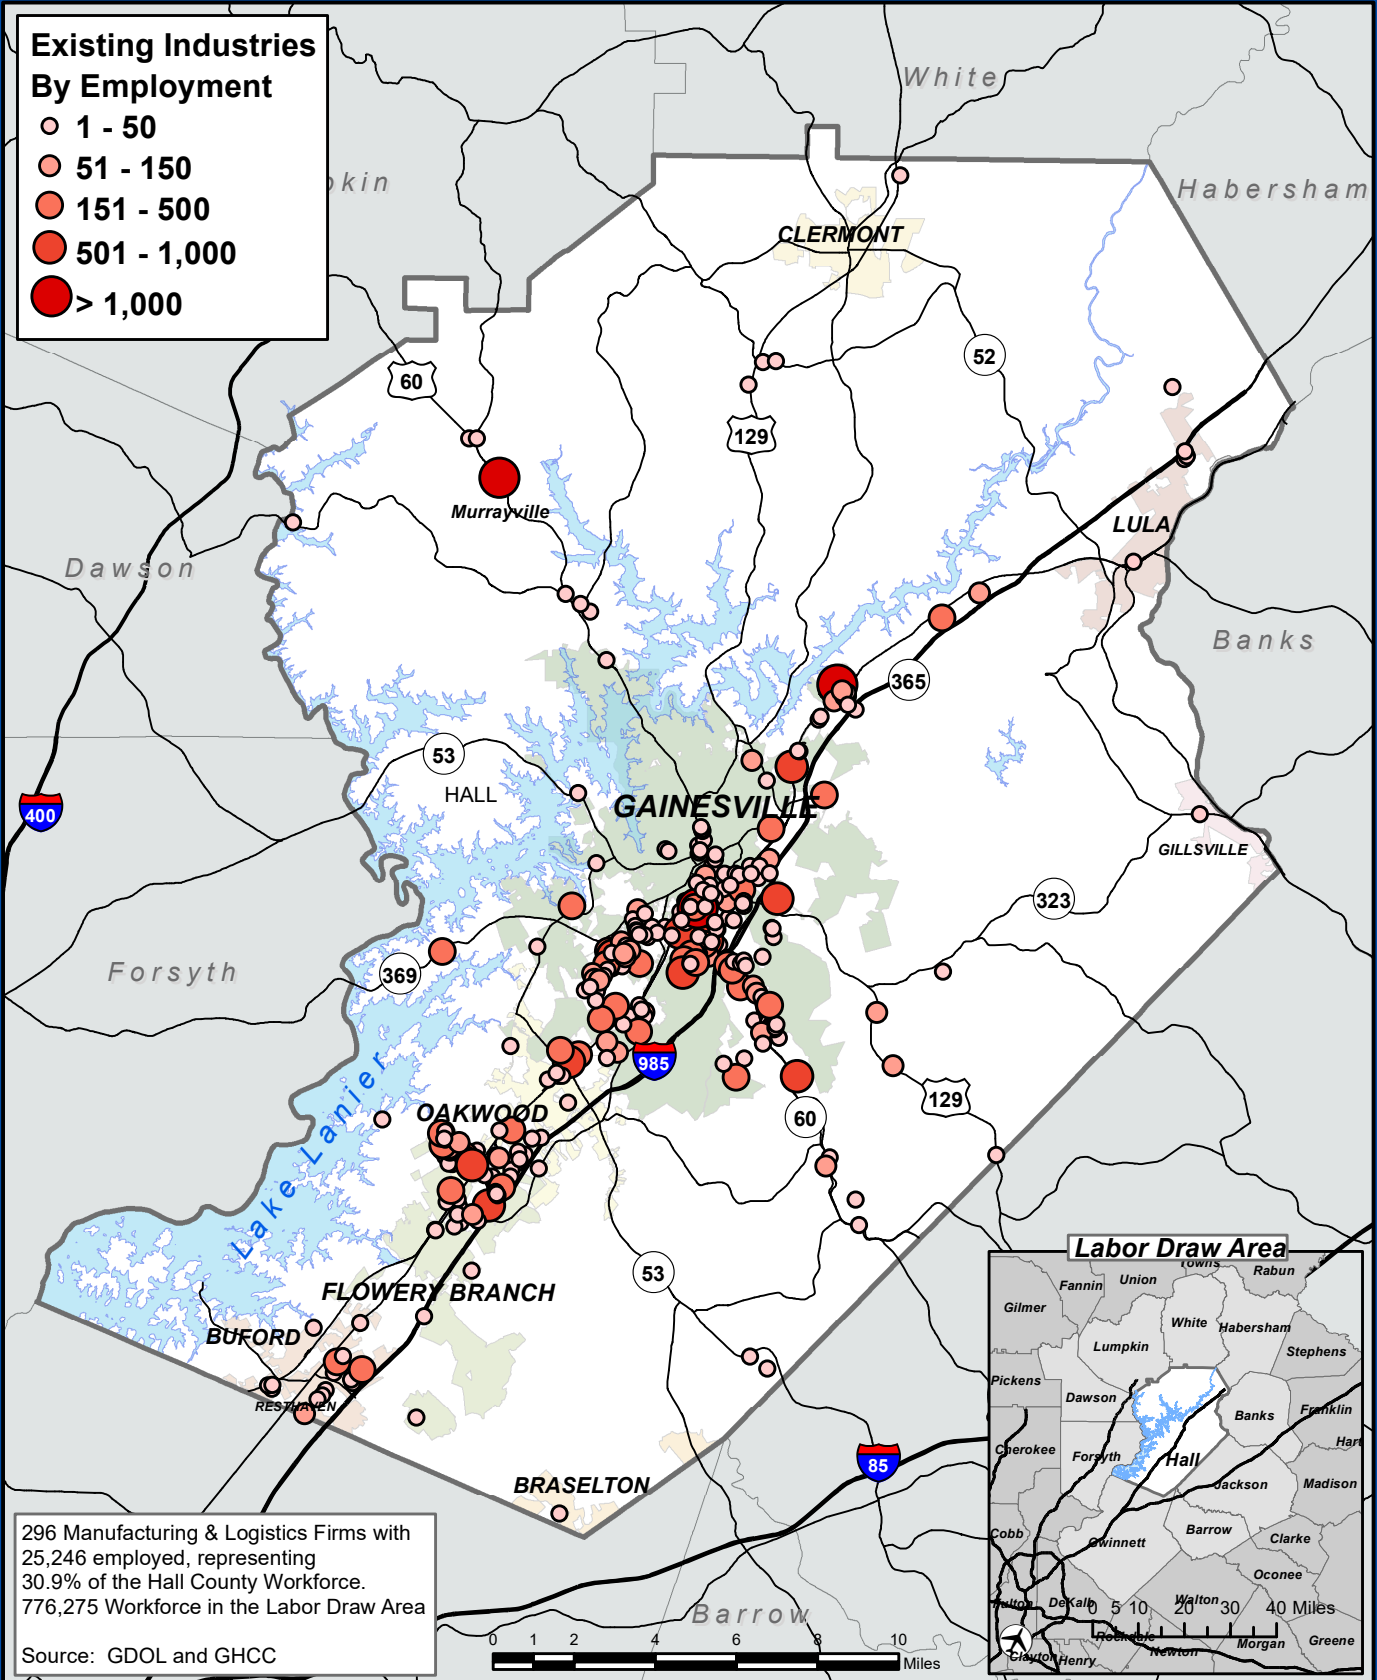 Existing Industries
By Employment
1 - 50
51 - 150
151 - 500
501 - 1,000
> 1,000
White
Habersham
pkin
CLERMONT
60
52
129
Murrayville
LULA
Dawson
Banks
365
53
HALL
400
GAINESVILLE
GILLSVILLE
323
Forsyth
369
985
Lake Lanier
OAKWOOD
129
60
53
FLOWERY BRANCH
BUFORD
RESTHAVEN
BRASELTON
85
Barrow
296 Manufacturing & Logistics Firms with
25,246 employed, representing
30.9% of the Hall County Workforce.
776,275 Workforce in the Labor Draw Area
Source: GDOL and GHCC
0 1 2 4 6 8 10
Miles
Labor Draw Area
Towns
Rabun
Fannin
Union
Gilmer
White
Habersham
Lumpkin
Stephens
Pickens
Dawson
Banks
Franklin
Hart
Cherokee
Forsyth
Hall
Jackson
Madison
Cobb
Gwinnett
Barrow
Clarke
Oconee
Fulton
DeKalb
Walton
0 5 10 20 30 40 Miles
Rockdale
Newton
Morgan
Greene
Clayton
Henry